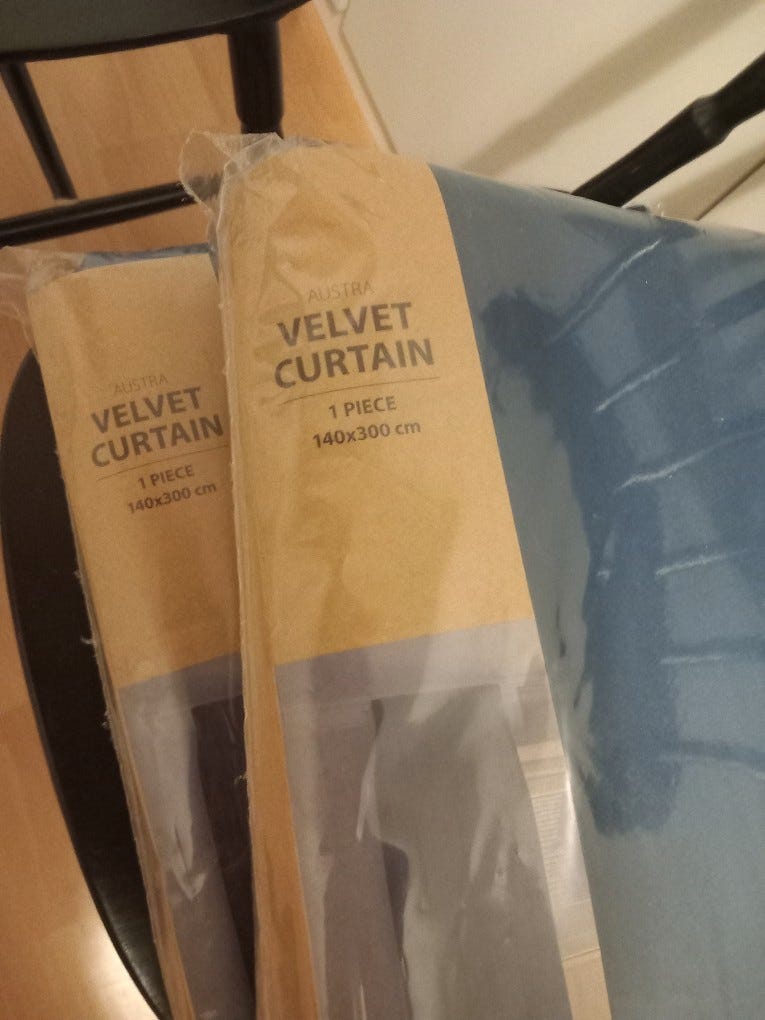 AUSTRA
VELVET
CURTAIN
1 PIECE
140x300 cm
AUSTRA
VELVET
CURTAIN
1 PIECE
140x300 cm